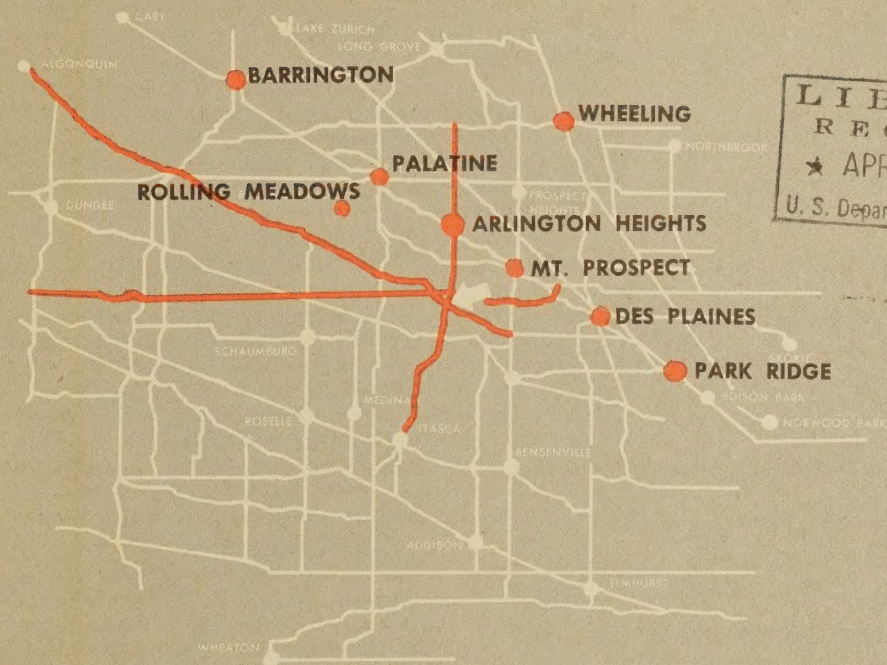 CARY
LAKE ZURICH
LONG GROVE
ALGONQUIN
BARRINGTON
WHEELING
LIB
REC
★ APR
U. S. Depar
NORTHBROOK
PALATINE
ROLLING MEADOWS
PROSPECT
HEIGHTS
DUNDEE
ARLINGTON HEIGHTS
MT. PROSPECT
DES PLAINES
SKOKIE
SCHAUMBURG
PARK RIDGE
EDISON PARK
MEDINA
ROSELLE
NORWOOD PARK
ITASCA
BENSENVILLE
ADDISON
ELMHURST
WHEATON